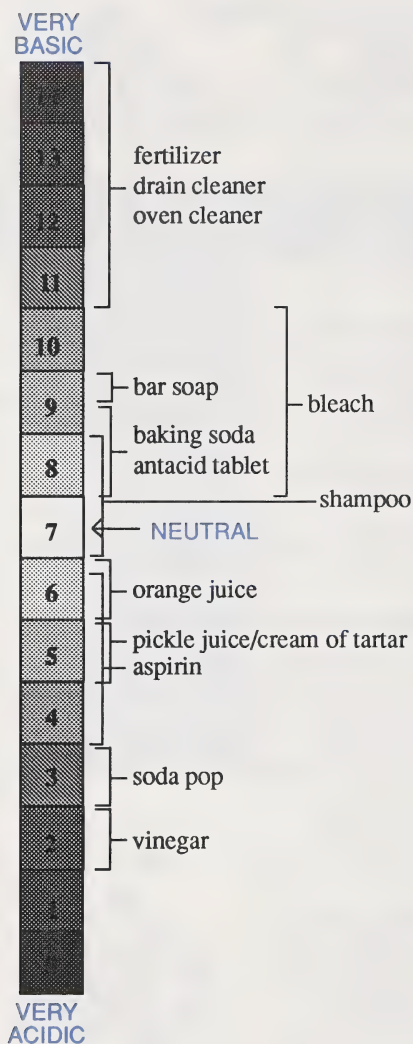 VERY
BASIC
14
13
fertilizer
drain cleaner
12
oven cleaner
11
10
bar soap
9
bleach
baking soda
8
antacid tablet
shampoo
7
NEUTRAL
6
orange juice
pickle juice/cream of tartar
5
aspirin
4
3
soda pop
2
vinegar
1
VERY
ACIDIC